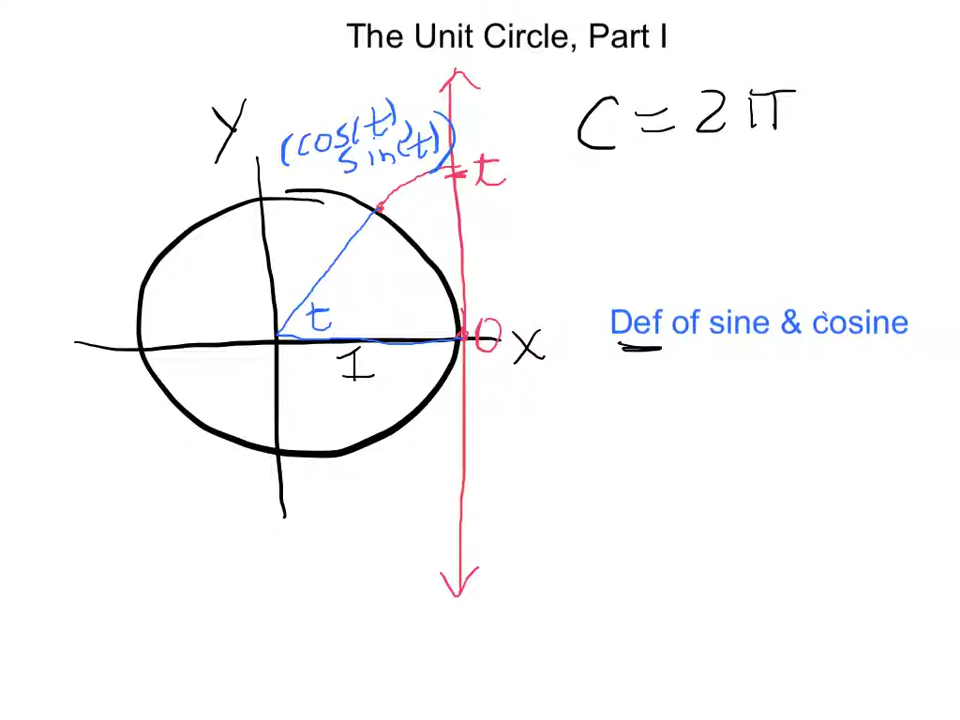 The Unit Circle, Part I
C = 2π
y
(cos(t)
sin(t))
t
t
0
x
1
Def of sine & cosine